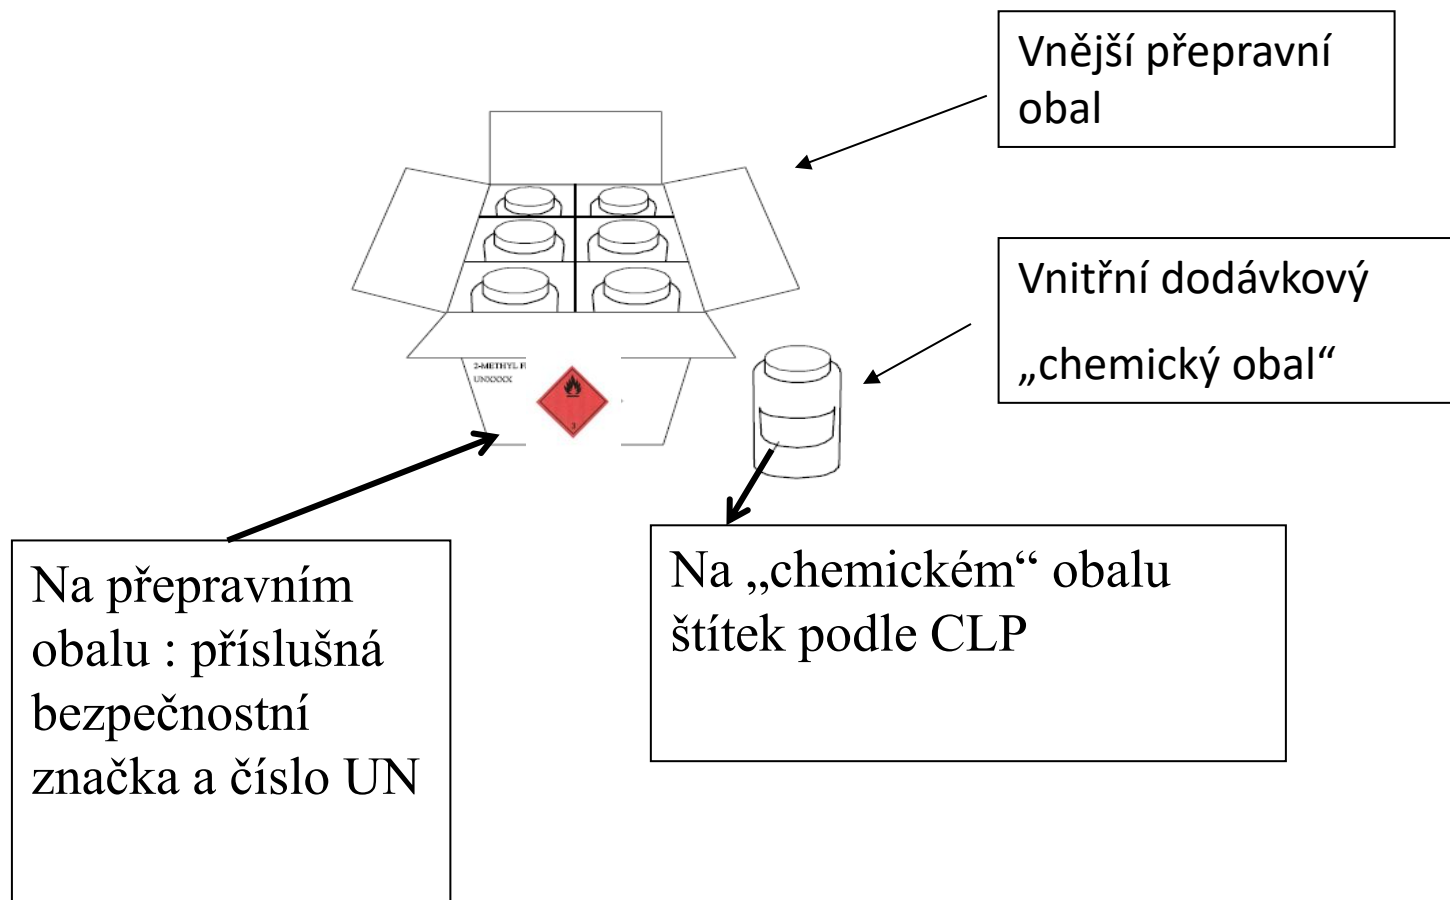 Vnější přepravní
obal
Vnitřní dodávkový
„chemický obal“
2-METHYL
UNXXXX
3
Na přepravním
obalu : příslušná
bezpečnostní
značka a číslo UN
Na „chemickém“ obalu
štítek podle CLP